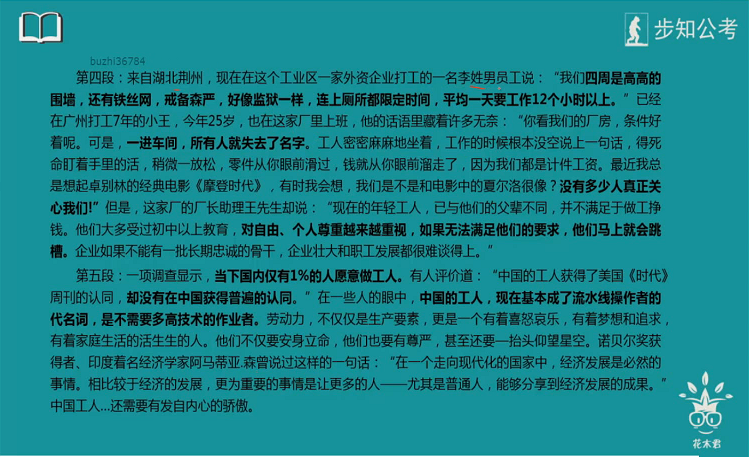 步知公考
buzhi36784
第四段：来自湖北荆州，现在在这个工业区一家外资企业打工的一名李姓男员工说：“我们四周是高高的
围墙，还有铁丝网，戒备森严，好像监狱一样，连上厕所都限定时间，平均一天要工作12个小时以上。”已经
在广州打工7年的小王，今年25岁，也在这家厂里上班，他的话语里藏着许多无奈：“你看我们的厂房，条件好
着呢。可是，一进车间，所有人就失去了名字。工人密密麻麻地坐着，工作的时候根本没空说上一句话，得死
命盯着手里的活，稍微一放松，零件从你眼前滑过，钱就从你眼前溜走了，因为我们都是计件工资。最近我总
是想起卓别林的经典电影《摩登时代》，有时我会想，我们是不是和电影中的夏尔洛很像？没有多少人真正关
心我们!”但是，这家厂的厂长助理王先生却说：“现在的年轻工人，已与他们的父辈不同，并不满足于做工挣
钱。他们大多受过初中以上教育，对自由、个人尊重越来越重视，如果无法满足他们的要求，他们马上就会跳
槽。企业如果不能有一批长期忠诚的骨干，企业壮大和职工发展都很难谈得上。”
第五段：一项调查显示，当下国内仅有1%的人愿意做工人。有人评价道：“中国的工人获得了美国《时代》
周刊的认同，却没有在中国获得普遍的认同。”在一些人的眼中，中国的工人，现在基本成了流水线操作者的
代名词，是不需要多高技术的作业者。劳动力，不仅仅是生产要素，更是一个有着喜怒哀乐，有着梦想和追求，
有着家庭生活的活生生的人。他们不仅要安身立命，他们也要有尊严，甚至还要—抬头仰望星空。诺贝尔奖获
得者、印度着名经济学家阿马蒂亚.森曾说过这样的一句话：“在一个走向现代化的国家中，经济发展是必然的
事情。相比较于经济的发展，更为重要的事情是让更多的人——尤其是普通人，能够分享到经济发展的成果。”
中国工人...还需要有发自内心的骄傲。
花木君